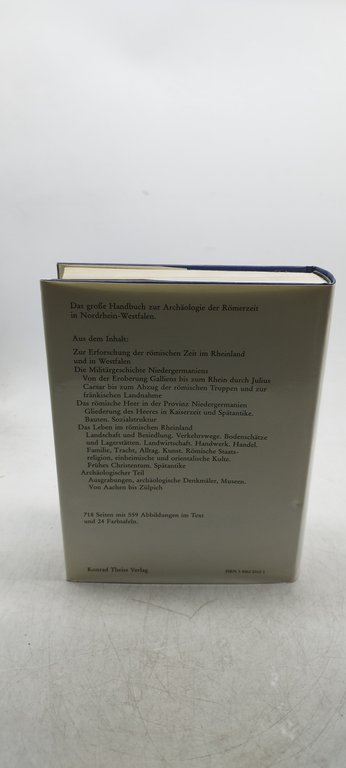 Das große Handbuch zur Archäologie der Römerzeit
in Nordrhein-Westfalen.
Aus dem Inhalt:
Zur Erforschung der römischen Zeit im Rheinland
und in Westfalen
Die Militärgeschichte Niedergermaniens
Von der Eroberung Galliens bis zum Rhein durch Julius
Caesar bis zum Abzug der römischen Truppen und zur
fränkischen Landnahme
Das römische Heer in der Provinz Niedergermanien
Gliederung des Heeres in Kaiserzeit und Spätantike.
Bauten. Sozialstruktur
Das Leben im römischen Rheinland
Landschaft und Besiedlung. Verkehrswege. Bodenschätze
und Lagerstätten. Landwirtschaft. Handwerk. Handel.
Familie, Tracht, Alltag. Kunst. Römische Staats-
religion, einheimische und orientalische Kulte.
Frühes Christentum. Spätantike
Archäologischer Teil
Ausgrabungen, archäologische Denkmäler, Museen.
Von Aachen bis Zülpich
718 Seiten mit 559 Abbildungen im Text
und 24 Farbtafeln.
Konrad Theiss Verlag
ISBN 3 8062